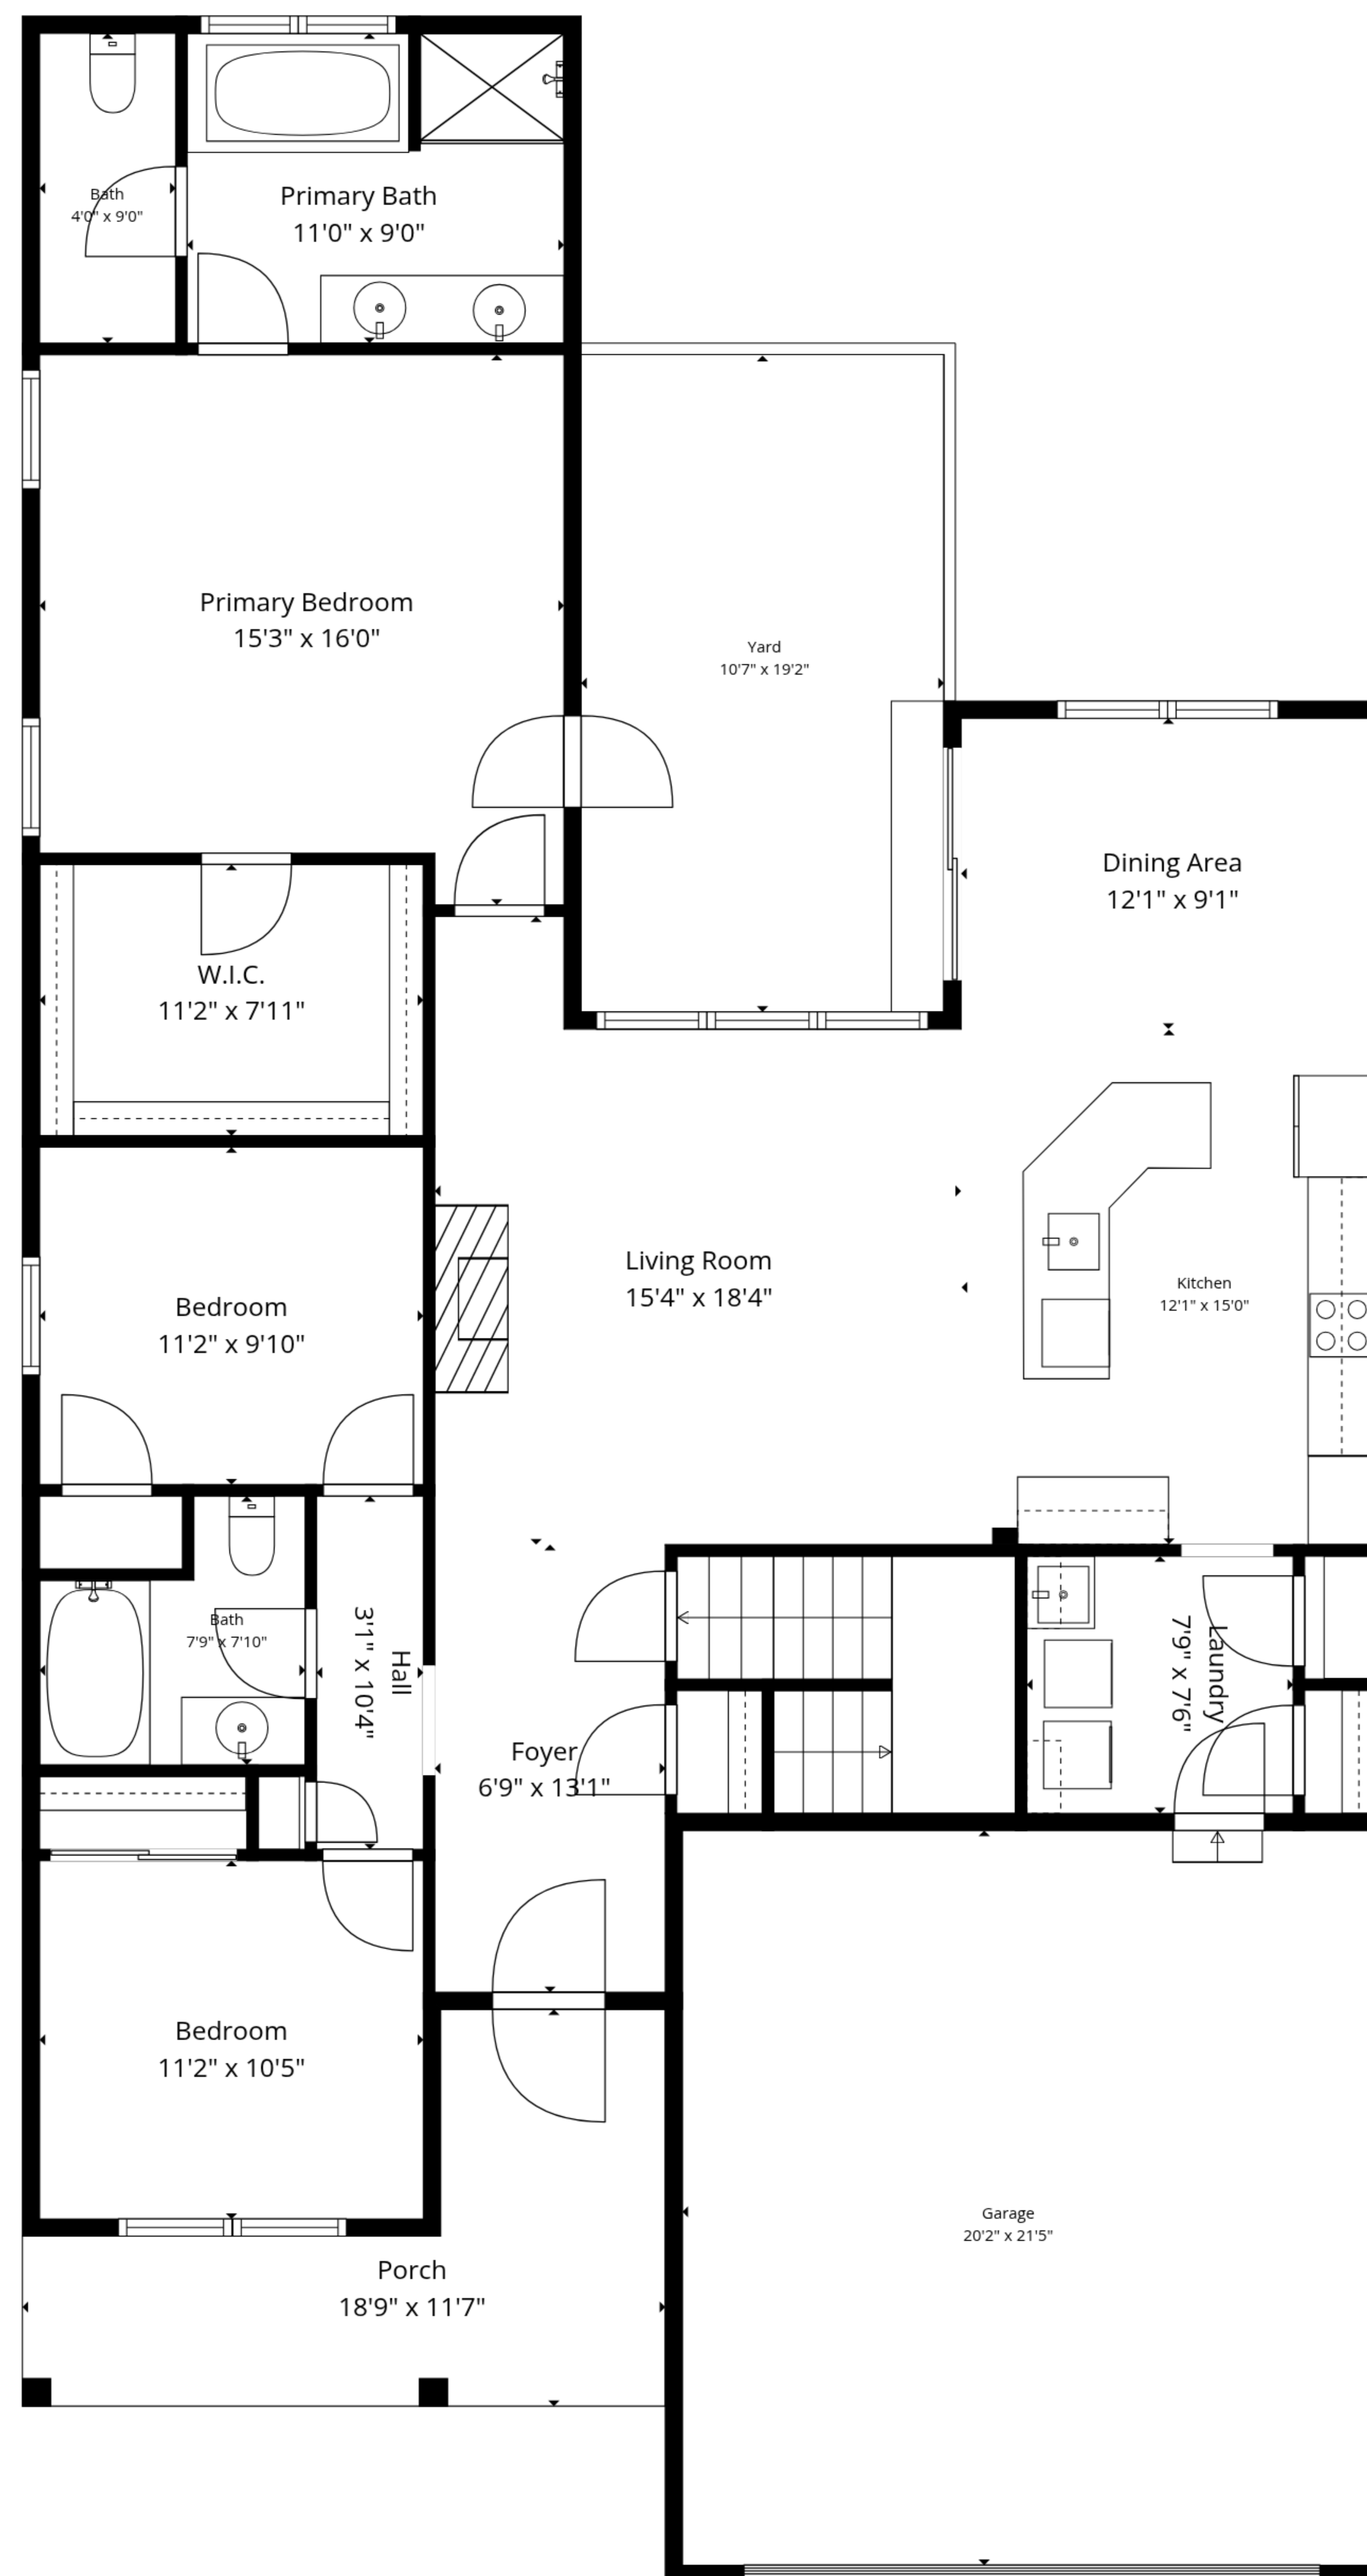 Bath
4'0" x 9'0"
Primary Bath
11'0" x 9'0"
Primary Bedroom
15'3" x 16'0"
Yard
10'7" x 19'2"
Dining Area
12'1" x 9'1"
W.I.C.
11'2" x 7'11"
Living Room
15'4" x 18'4"
Kitchen
12'1" x 15'0"
Bedroom
11'2" x 9'10"
Bath
7'9" x 7'10"
Hall
3'1" x 10'4"
Laundry
7'9" x 7'6"
Foyer
6'9" x 13'1"
Bedroom
11'2" x 10'5"
Garage
20'2" x 21'5"
Porch
18'9" x 11'7"